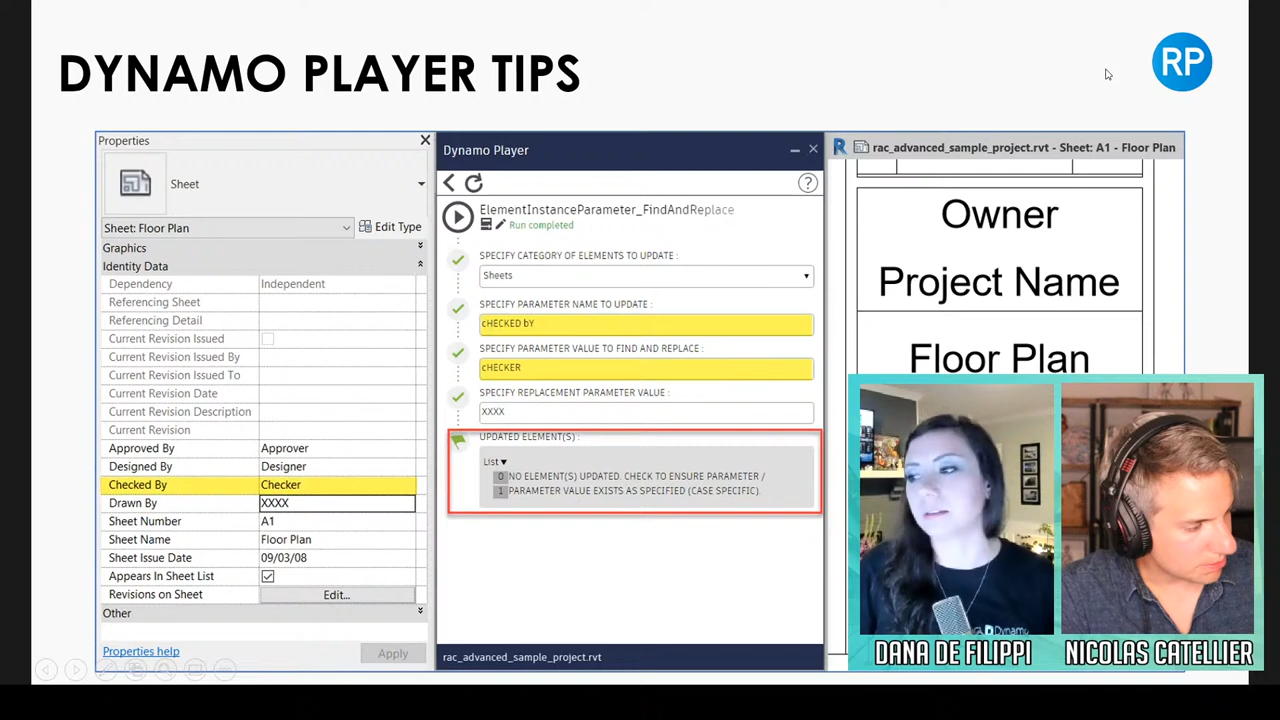 DYNAMO PLAYER TIPS
RP
Properties
Sheet
Sheet: Floor Plan
Edit Type
Graphics
Identity Data
Dependency Independent
Referencing Sheet
Referencing Detail
Current Revision Issued
Current Revision Issued By
Current Revision Issued To
Current Revision Date
Current Revision Description
Current Revision
Approved By Approver
Designed By Designer
Checked By Checker
Drawn By XXXX
Sheet Number A1
Sheet Name Floor Plan
Sheet Issue Date 09/03/08
Appears In Sheet List
Revisions on Sheet Edit...
Other
Properties help
Apply
Dynamo Player
?
ElementInstanceParameter_FindAndReplace
Run completed
SPECIFY CATEGORY OF ELEMENTS TO UPDATE :
Sheets
SPECIFY PARAMETER NAME TO UPDATE :
cHECKED bY
SPECIFY PARAMETER VALUE TO FIND AND REPLACE :
cHECKER
SPECIFY REPLACEMENT PARAMETER VALUE :
XXXX
UPDATED ELEMENT(S) :
List
0 NO ELEMENT(S) UPDATED. CHECK TO ENSURE PARAMETER /
1 PARAMETER VALUE EXISTS AS SPECIFIED (CASE SPECIFIC).
rac_advanced_sample_project.rvt
R rac_advanced_sample_project.rvt - Sheet: A1 - Floor Plan
Owner
Project Name
Floor Plan
Dynamo
DANA DE FILIPPI
NICOLAS CATELLIER